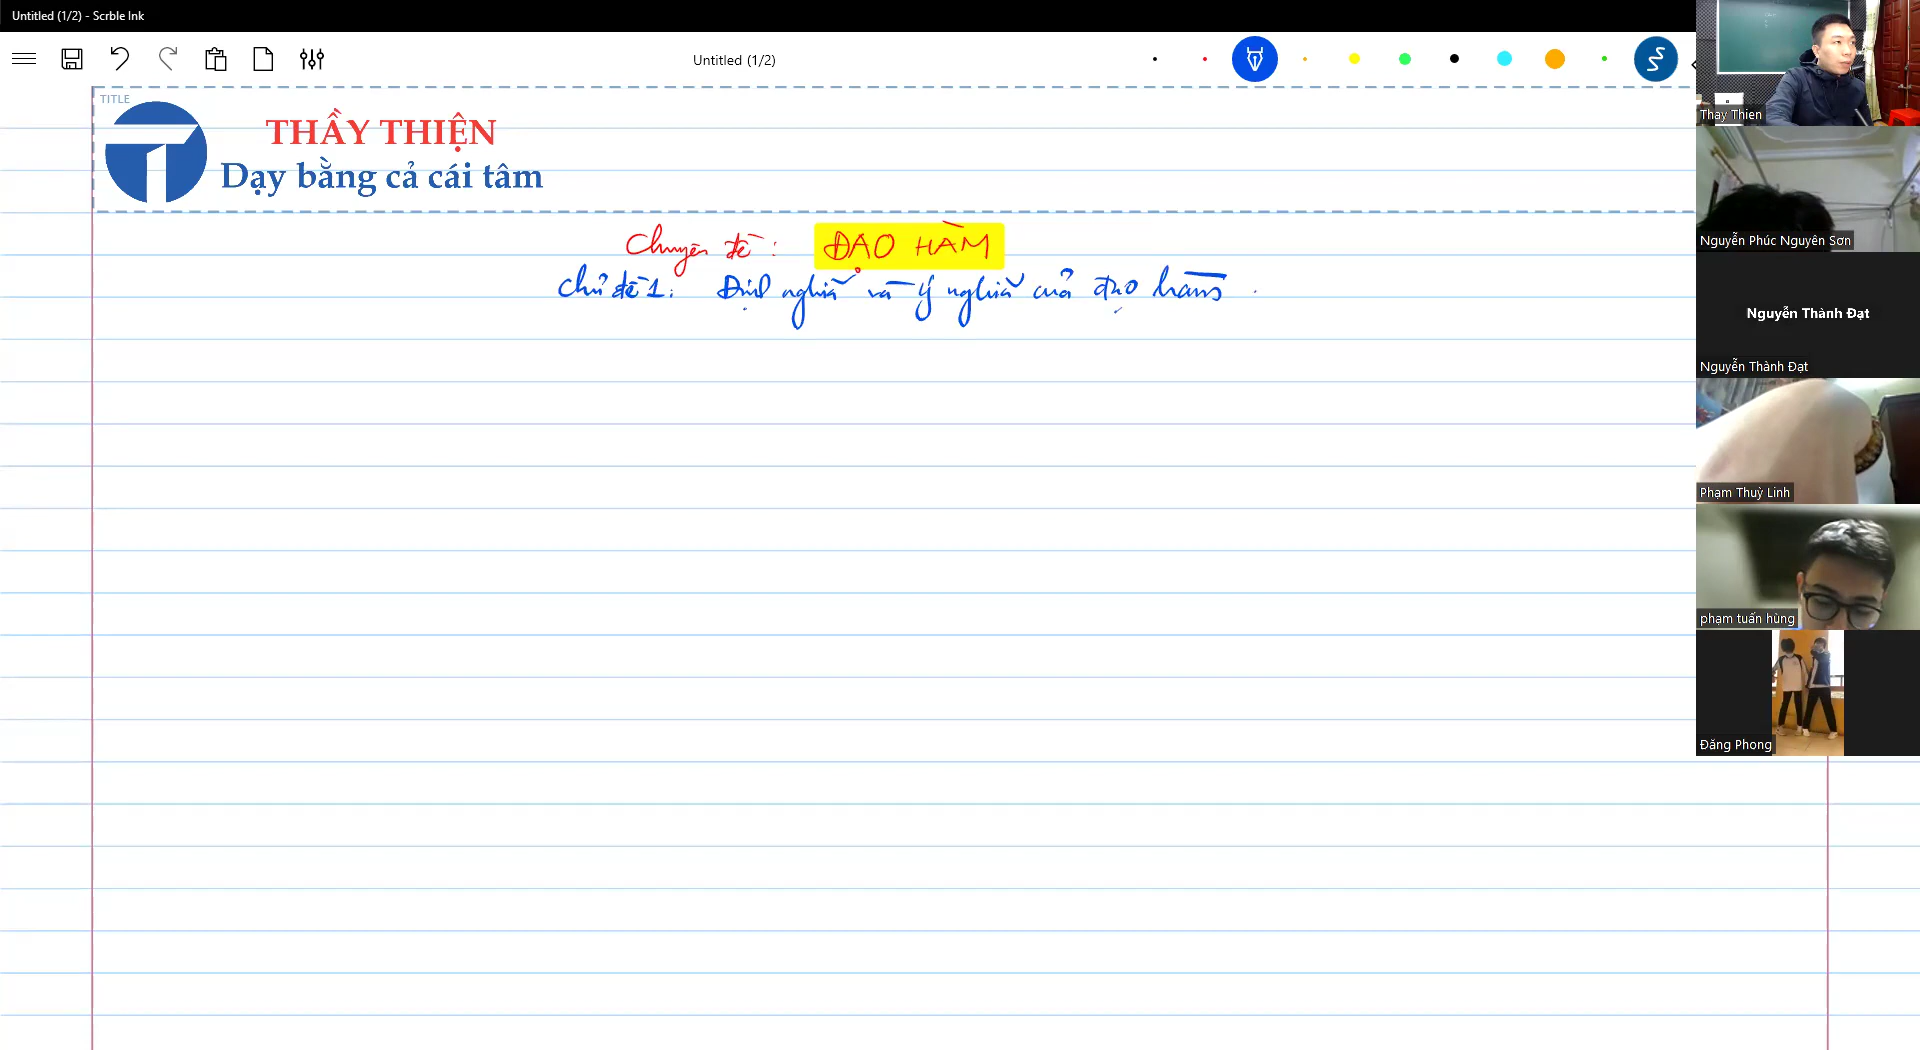 Untitled (1/2) - Scrble Ink
Untitled (1/2)
TITLE
THẦY THIỆN
Dạy bằng cả cái tâm
Chuyên đề: ĐẠO HÀM
Chủ đề 1: Định nghĩa và ý nghĩa của đạo hàm.
Thay Thien
Nguyễn Phúc Nguyên Sơn
Nguyễn Thành Đạt
Nguyễn Thành Đạt
Phạm Thuỳ Linh
phạm tuấn hùng
Đăng Phong